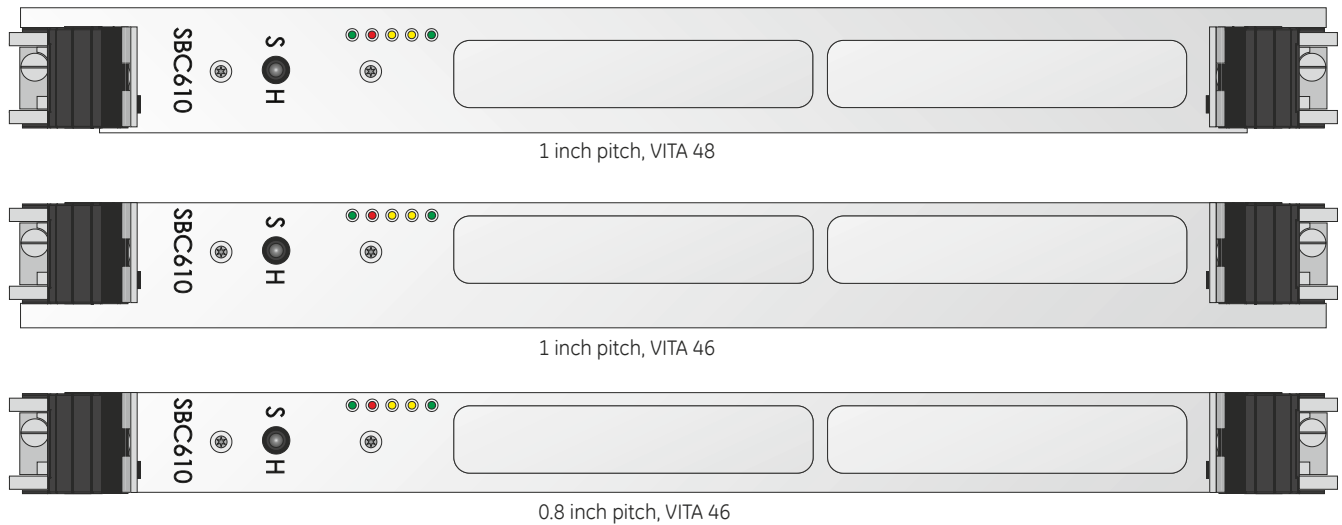 SBC610
S
H
1 inch pitch, VITA 48
SBC610
S
H
1 inch pitch, VITA 46
SBC610
S
H
0.8 inch pitch, VITA 46